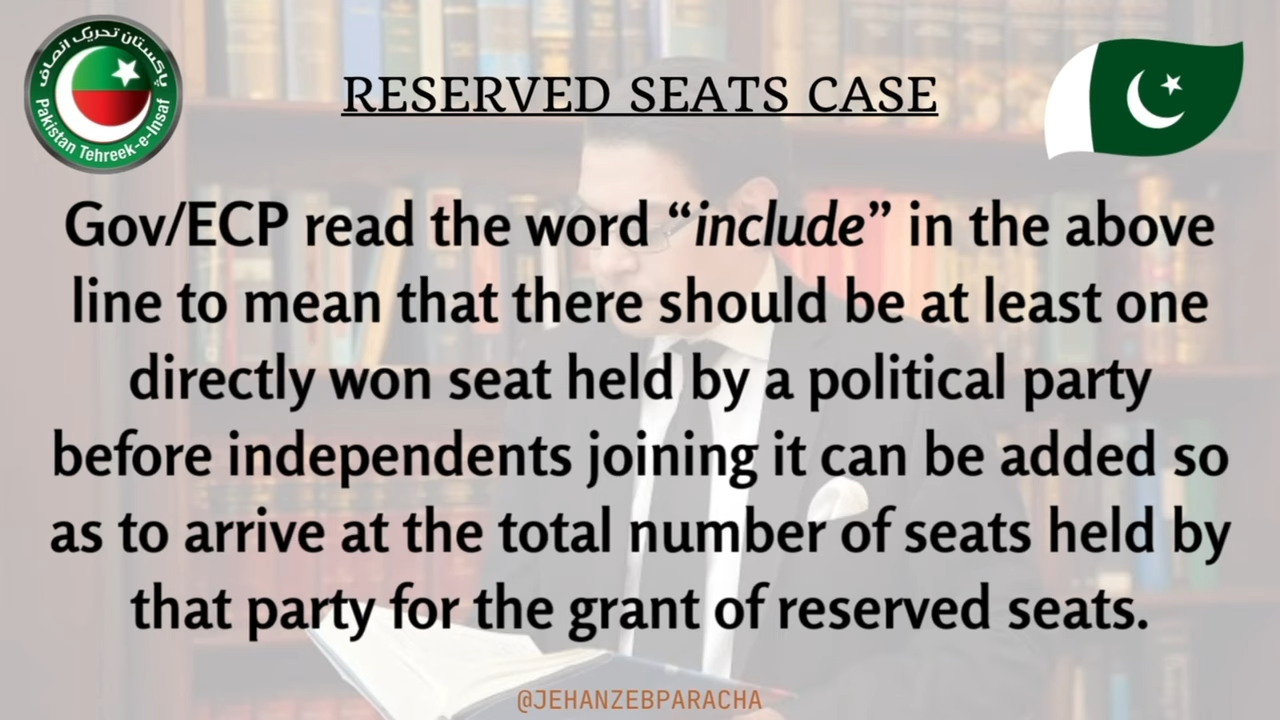 پاکستان تحریک انصاف
Pakistan Tehreek-e-Insaf
RESERVED SEATS CASE
Gov/ECP read the word “include” in the above
line to mean that there should be at least one
directly won seat held by a political party
before independents joining it can be added so
as to arrive at the total number of seats held by
that party for the grant of reserved seats.
@JEHANZEBPARACHA